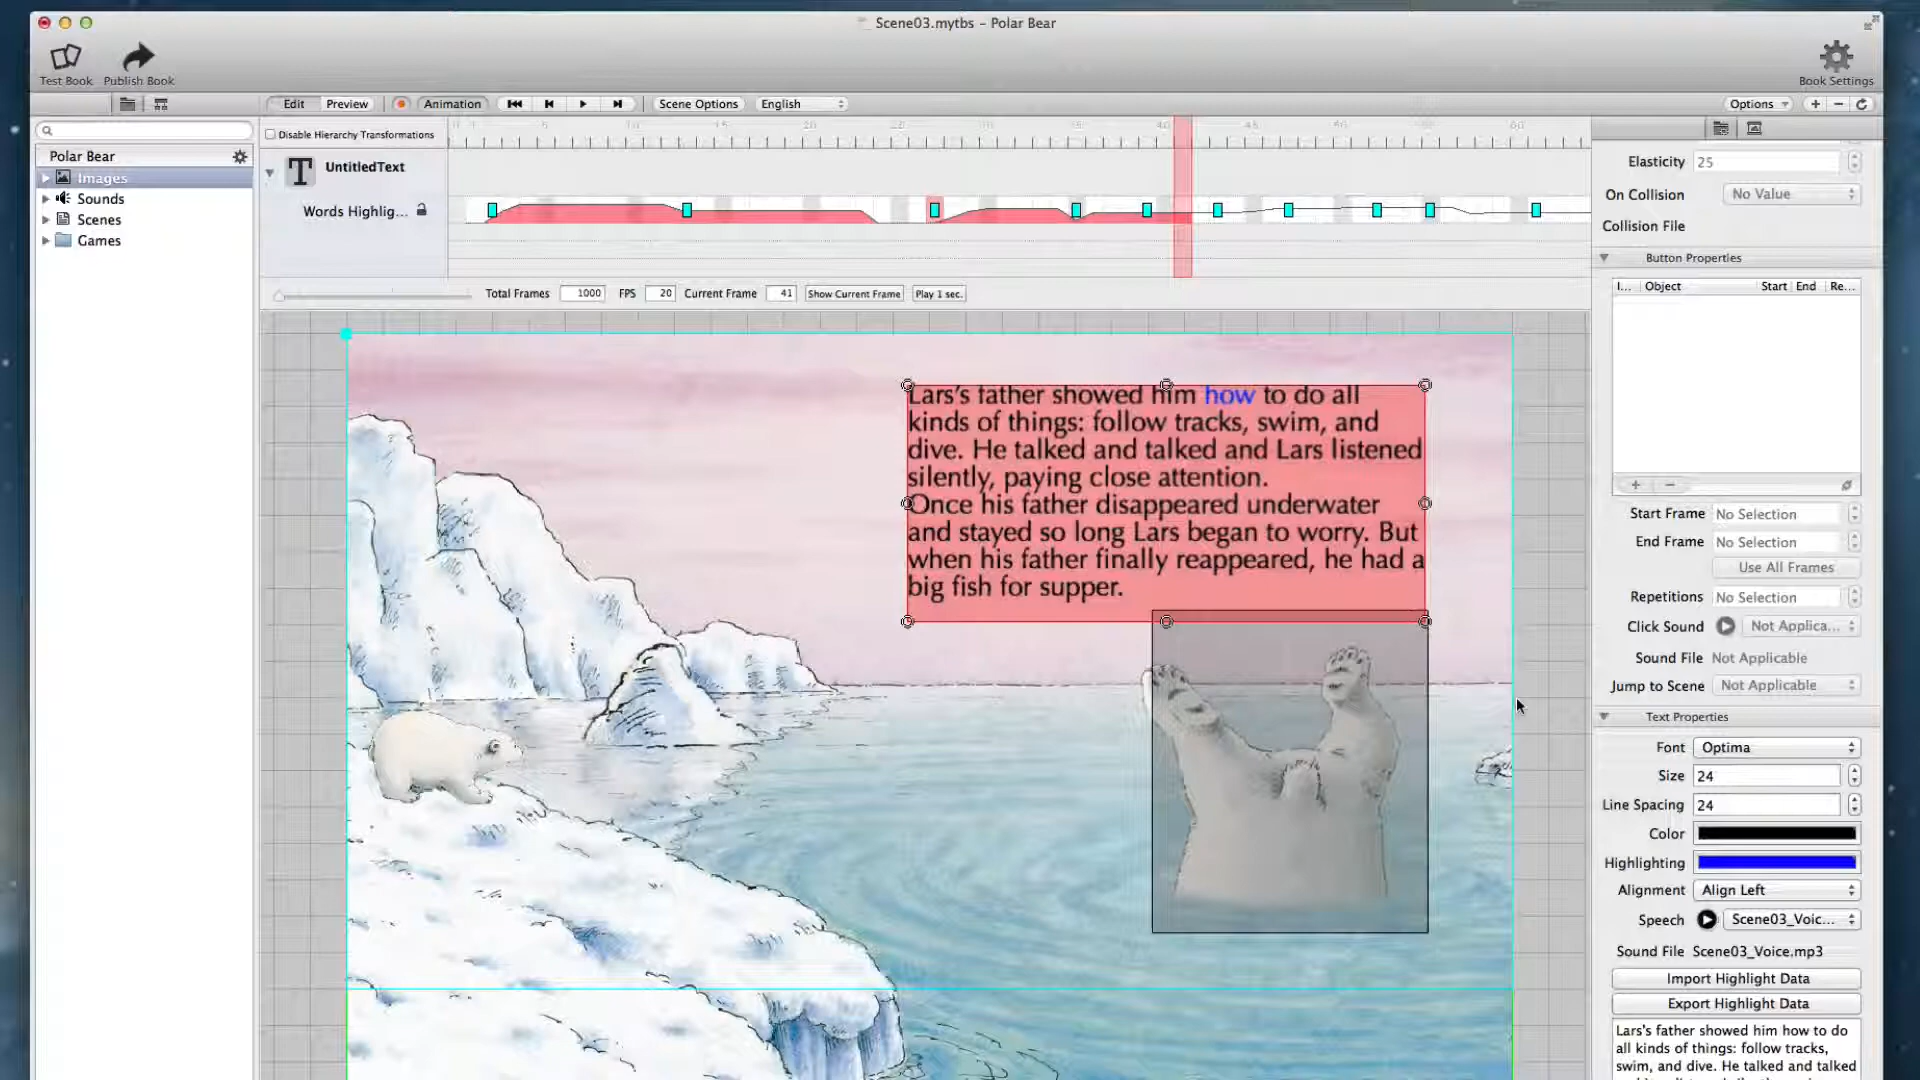 Scene03.mytbs – Polar Bear
Test Book
Publish Book
Book Settings
Edit
Preview
Animation
Scene Options
English
Options
Disable Hierarchy Transformations
Polar Bear
Images
Sounds
Scenes
Games
UntitledText
Words Highlig...
Total Frames 1000 FPS 20 Current Frame 41 Show Current Frame Play 1 sec.
Lars's father showed him how to do all
kinds of things: follow tracks, swim, and
dive. He talked and talked and Lars listened
silently, paying close attention.
Once his father disappeared underwater
and stayed so long Lars began to worry. But
when his father finally reappeared, he had a
big fish for supper.
Elasticity 25
On Collision No Value
Collision File
Button Properties
I... Object Start End Re...
Start Frame No Selection
End Frame No Selection
Use All Frames
Repetitions No Selection
Click Sound Not Applica...
Sound File Not Applicable
Jump to Scene Not Applicable
Text Properties
Font Optima
Size 24
Line Spacing 24
Color
Highlighting
Alignment Align Left
Speech Scene03_Voic...
Sound File Scene03_Voice.mp3
Import Highlight Data
Export Highlight Data
Lars's father showed him how to do
all kinds of things: follow tracks,
swim, and dive. He talked and talked